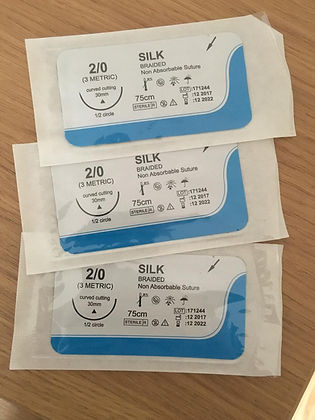 2/0
SILK
(3 METRIC)
BRAIDED
Non Absorbable Suture
curved cutting
30mm
1/2 circle
75cm
STERILE R
LOT :171244
:12 2017
:12 2022
2/0
SILK
(3 METRIC)
BRAIDED
Non Absorbable Suture
curved cutting
30mm
1/2 circle
75cm
STERILE R
LOT :171244
:12 2017
:12 2022
2/0
SILK
(3 METRIC)
BRAIDED
Non Absorbable Suture
curved cutting
30mm
1/2 circle
75cm
STERILE R
LOT :171244
:12 2017
:12 2022